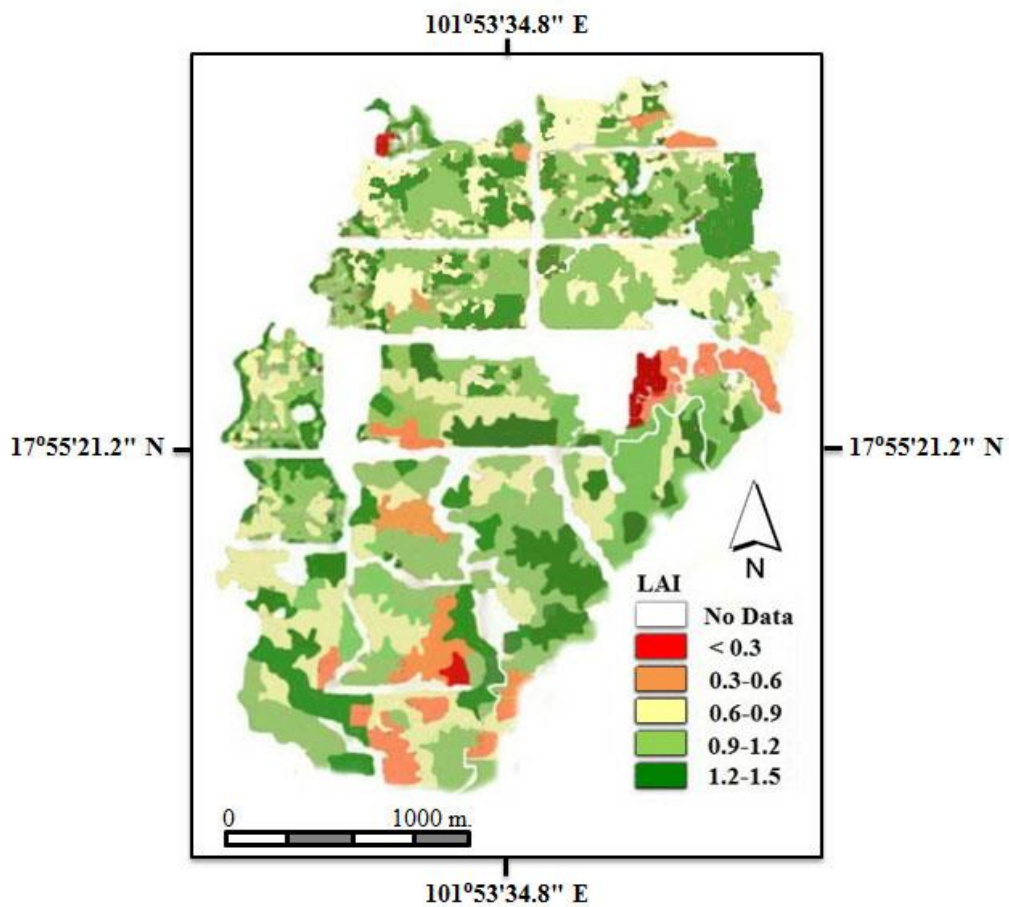 101°53'34.8" E
17°55'21.2" N
17°55'21.2" N
N
LAI
No Data
< 0.3
0.3-0.6
0.6-0.9
0.9-1.2
1.2-1.5
0 1000 m.
101°53'34.8" E